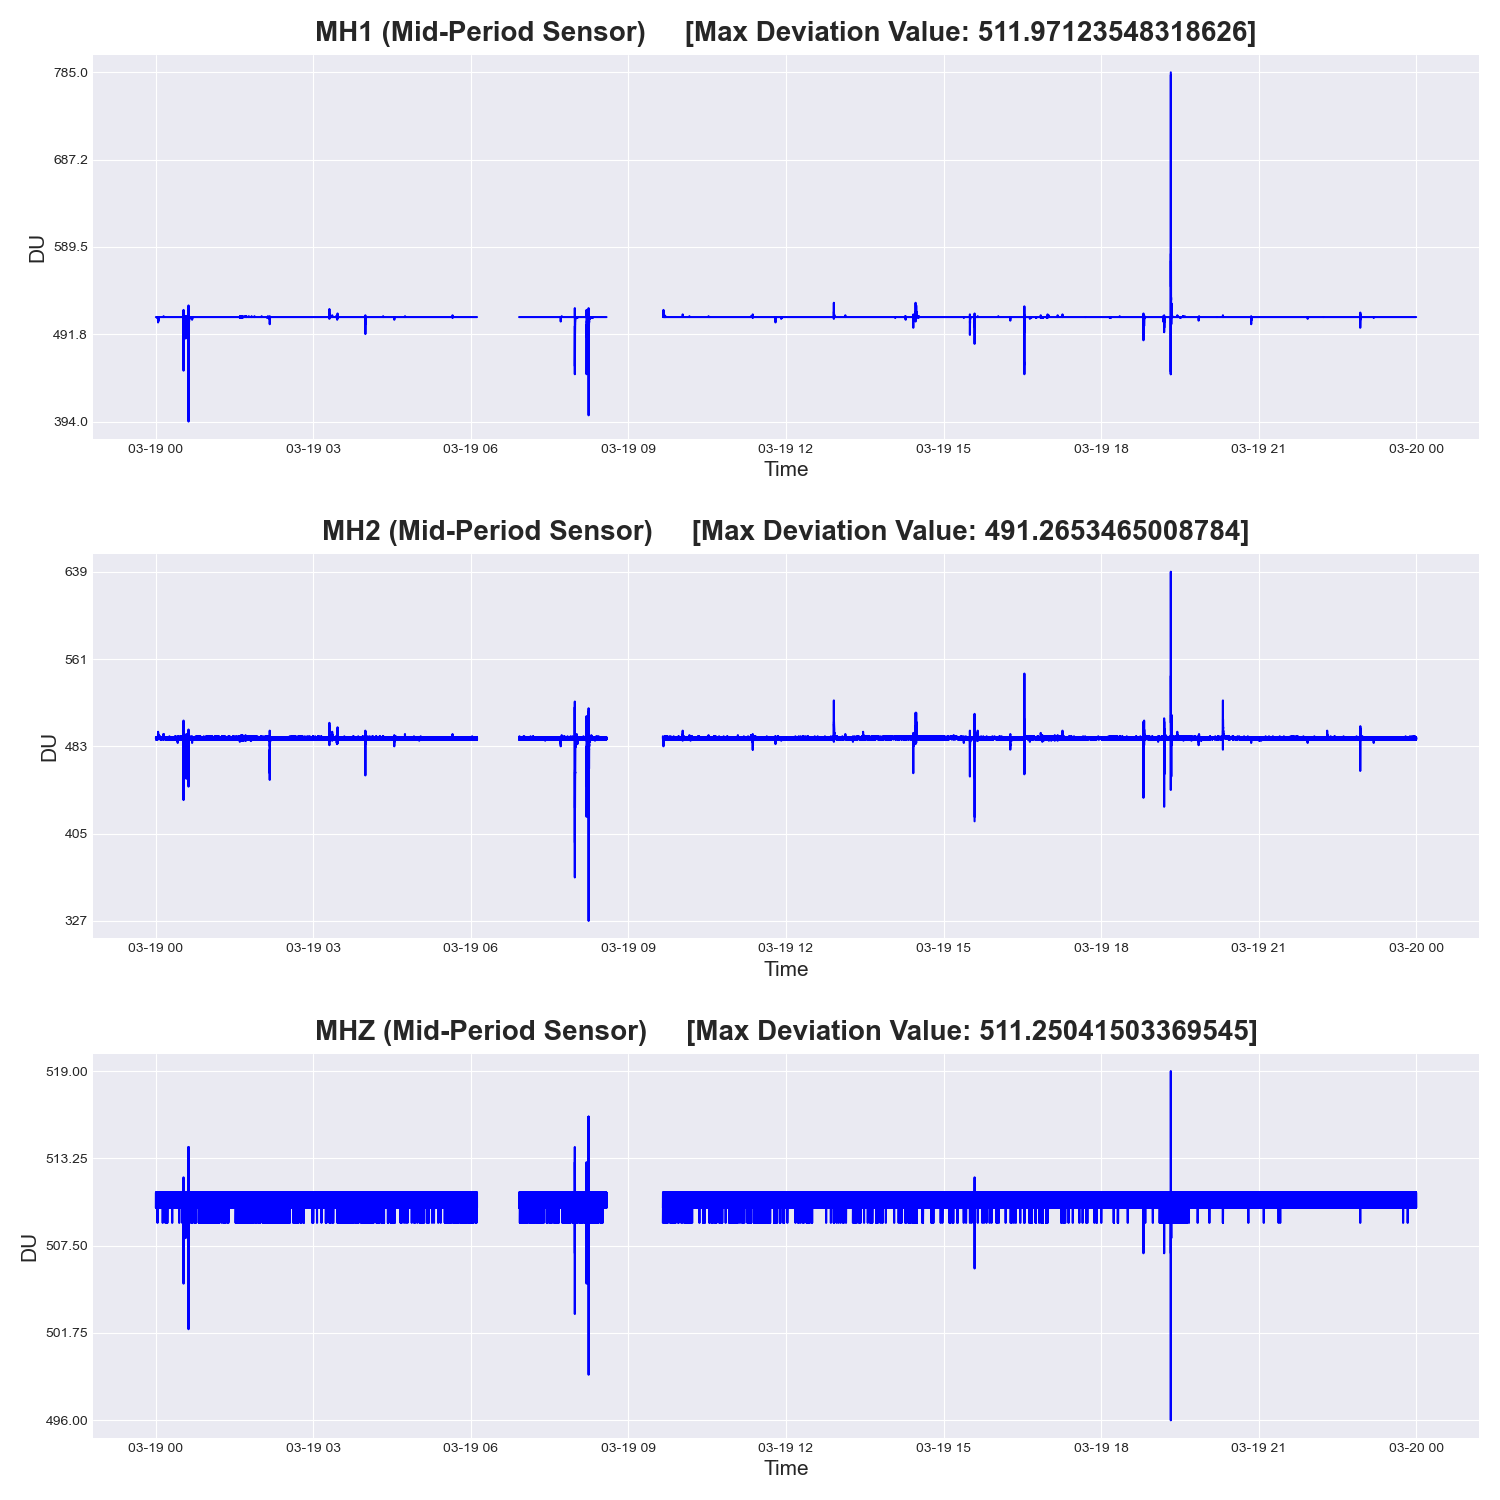 MH1 (Mid-Period Sensor) [Max Deviation Value: 511.97123548318626]
785.0
687.2
589.5
491.8
394.0
DU
03-19 00 03-19 03 03-19 06 03-19 09 03-19 12 03-19 15 03-19 18 03-19 21 03-20 00
Time
MH2 (Mid-Period Sensor) [Max Deviation Value: 491.2653465008784]
639
561
483
405
327
DU
03-19 00 03-19 03 03-19 06 03-19 09 03-19 12 03-19 15 03-19 18 03-19 21 03-20 00
Time
MHZ (Mid-Period Sensor) [Max Deviation Value: 511.25041503369545]
519.00
513.25
507.50
501.75
496.00
DU
03-19 00 03-19 03 03-19 06 03-19 09 03-19 12 03-19 15 03-19 18 03-19 21 03-20 00
Time